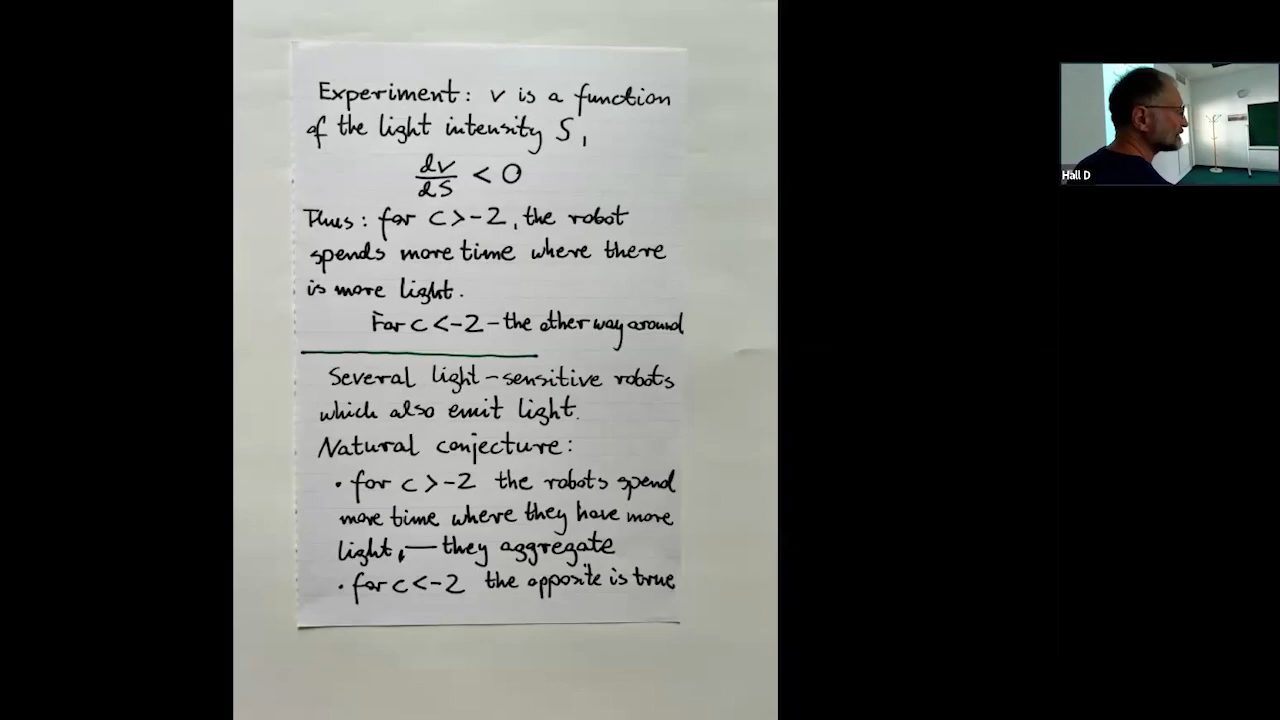 Experiment: v is a function
of the light intensity S,
dv/dS < 0
Thus: for c>-2, the robot
spends more time where there
is more light.
For c<-2 - the other way around
Several light-sensitive robots
which also emit light.
Natural conjecture:
• for c>-2 the robots spend
more time where they have more
light, — they aggregate
• for c<-2 the opposite is true
Hall D